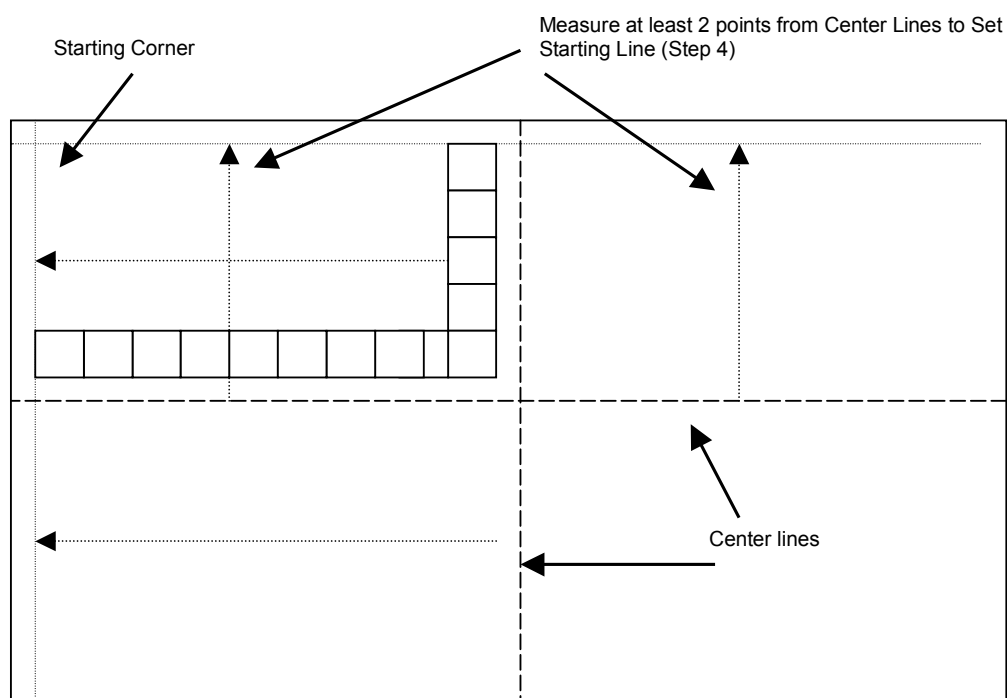 Starting Corner
Measure at least 2 points from Center Lines to Set
Starting Line (Step 4)
Center lines